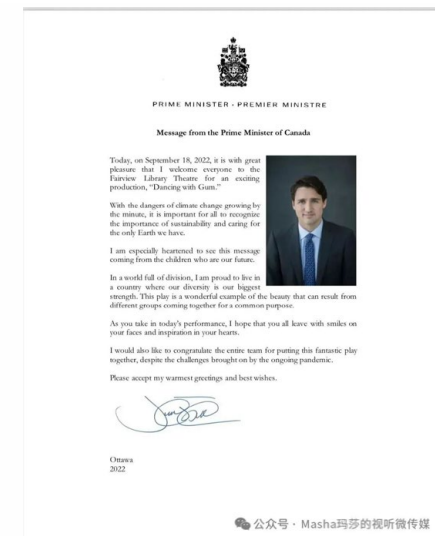 PRIME MINISTER · PREMIER MINISTRE
Message from the Prime Minister of Canada
Today, on September 18, 2022, it is with great
pleasure that I welcome everyone to the
Fairview Library Theatre for an exciting
production, “Dancing with Gum.”
With the dangers of climate change growing by
the minute, it is important for all to recognize
the importance of sustainability and caring for
the only Earth we have.
I am especially heartened to see this message
coming from the children who are our future.
In a world full of division, I am proud to live in
a country where our diversity is our biggest
strength. This play is a wonderful example of the beauty that can result from
different groups coming together for a common purpose.
As you take in today’s performance, I hope that you all leave with smiles on
your faces and inspiration in your hearts.
I would also like to congratulate the entire team for putting this fantastic play
together, despite the challenges brought on by the ongoing pandemic.
Please accept my warmest greetings and best wishes.
Ottawa
2022
公众号 · Masha玛莎的视听微传媒